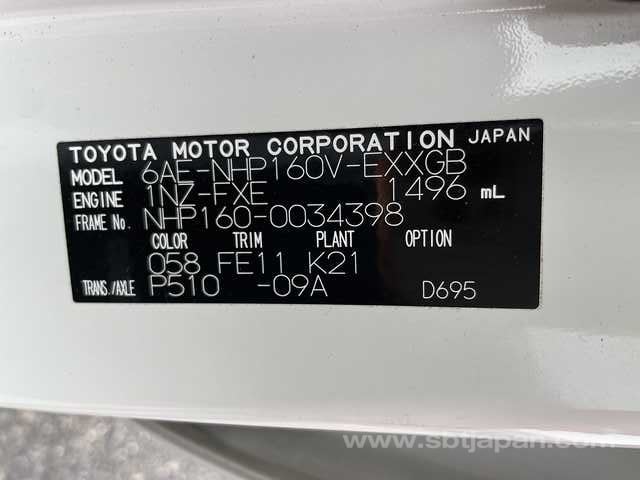 TOYOTA MOTOR CORPORATION JAPAN
MODEL 6AE-NHP160V-EXXGB
ENGINE 1NZ-FXE 1496 mL
FRAME No. NHP160-0034398
COLOR TRIM PLANT OPTION
058 FE11 K21
TRANS./AXLE P510 -09A D695
www.sbtjapan.com